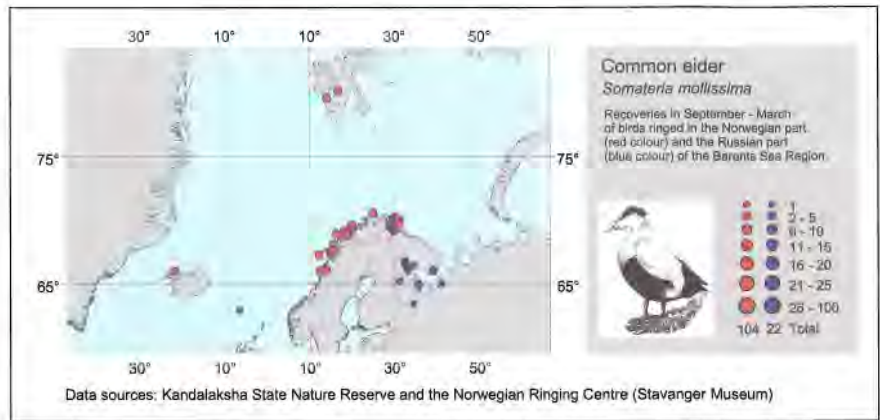 30° 10° 10° 30° 50°
Common eider
Somateria mollissima
Recoveries in September - March
of birds ringed in the Norwegian part
(red colour) and the Russian part
(blue colour) of the Barents Sea Region.
75° 75°
1
2 - 5
6 - 10
11 - 15
16 - 20
21 - 25
26 - 100
104 22 Total
65° 65°
30° 10° 10° 30° 50°
Data sources: Kandalaksha State Nature Reserve and the Norwegian Ringing Centre (Stavanger Museum)